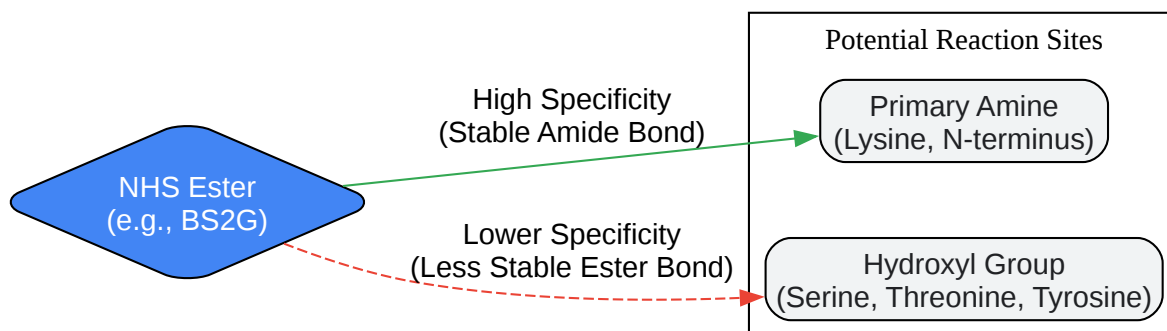 Potential Reaction Sites
High Specificity
(Stable Amide Bond)
Primary Amine
(Lysine, N-terminus)
NHS Ester
(e.g., BS2G)
Lower Specificity
(Less Stable Ester Bond)
Hydroxyl Group
(Serine, Threonine, Tyrosine)